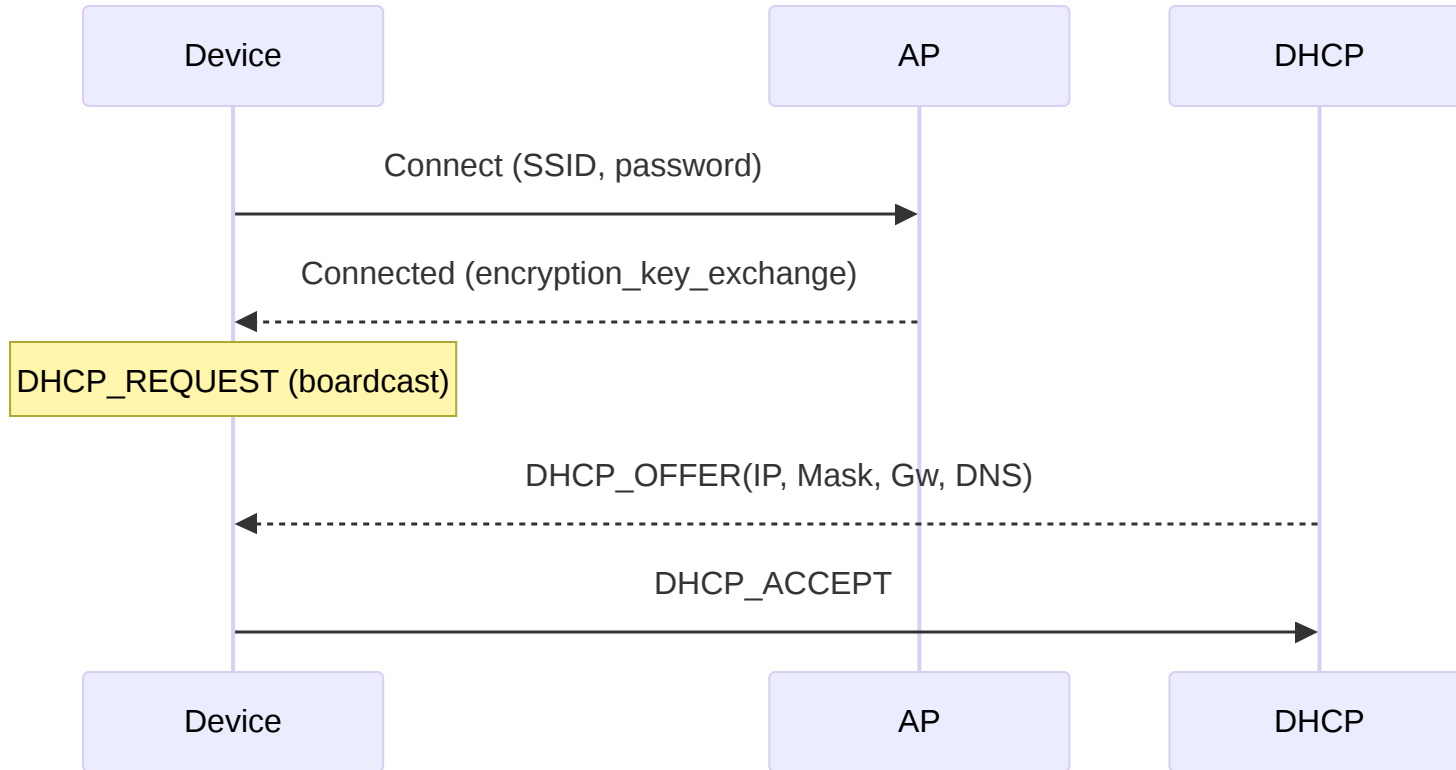 Device
AP
DHCP
Connect (SSID, password)
Connected (encryption_key_exchange)
DHCP_REQUEST (boardcast)
DHCP_OFFER(IP, Mask, Gw, DNS)
DHCP_ACCEPT
Device
AP
DHCP